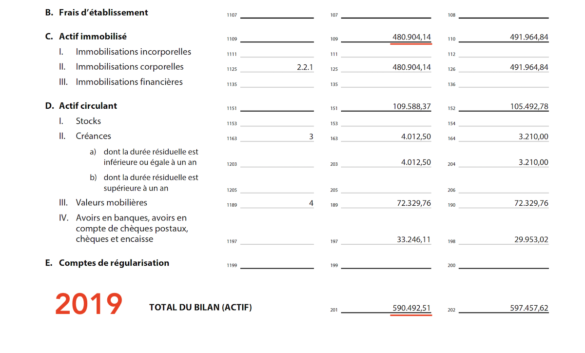 B. Frais d'établissement 1107 107 108
C. Actif immobilisé 1109 109 480.904,14 110 491.964,84
I. Immobilisations incorporelles 1111 111 112
II. Immobilisations corporelles 1125 2.2.1 125 480.904,14 126 491.964,84
III. Immobilisations financières 1135 135 136
D. Actif circulant 1151 151 109.588,37 152 105.492,78
I. Stocks 1153 153 154
II. Créances 1163 3 163 4.012,50 164 3.210,00
a) dont la durée résiduelle est
inférieure ou égale à un an 1203 203 4.012,50 204 3.210,00
b) dont la durée résiduelle est
supérieure à un an 1205 205 206
III. Valeurs mobilières 1189 4 189 72.329,76 190 72.329,76
IV. Avoirs en banques, avoirs en
compte de chèques postaux,
chèques et encaisse 1197 197 33.246,11 198 29.953,02
E. Comptes de régularisation 1199 199 200
2019 TOTAL DU BILAN (ACTIF) 201 590.492,51 202 597.457,62